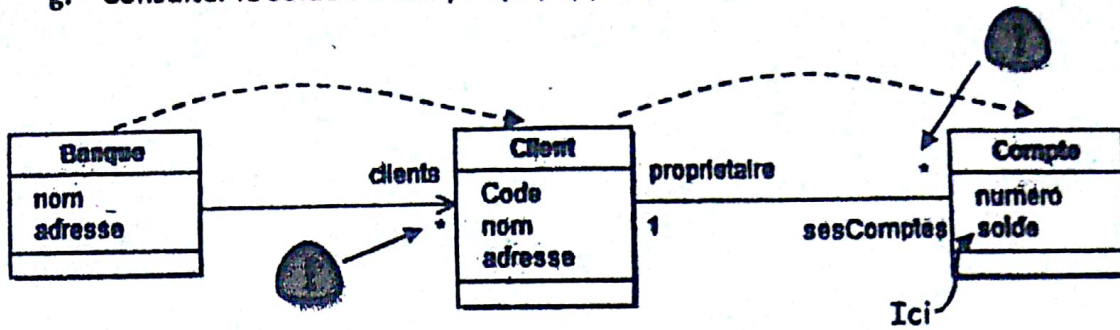 Banque
nom
adresse
clients
*
Client
Code
nom
adresse
proprietaire
1
*
sesComptes
Compte
numéro
solde
Ici